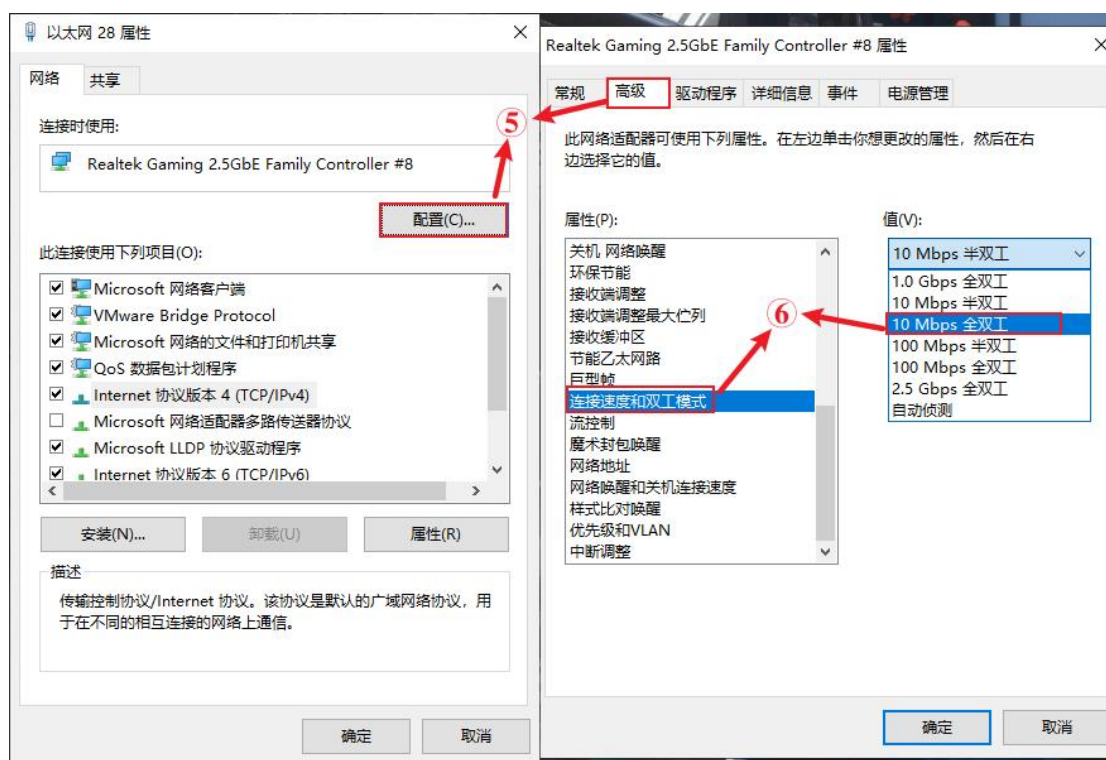 以太网 28 属性
网络
共享
连接时使用:
Realtek Gaming 2.5GbE Family Controller #8
配置(C)...
此连接使用下列项目(O):
Microsoft 网络客户端
VMware Bridge Protocol
Microsoft 网络的文件和打印机共享
QoS 数据包计划程序
Internet 协议版本 4 (TCP/IPv4)
Microsoft 网络适配器多路传送器协议
Microsoft LLDP 协议驱动程序
Internet 协议版本 6 (TCP/IPv6)
安装(N)...
卸载(U)
属性(R)
描述
传输控制协议/Internet 协议。该协议是默认的广域网络协议，用
于在不同的相互连接的网络上通信。
确定
取消
⑤
Realtek Gaming 2.5GbE Family Controller #8 属性
常规
高级
驱动程序
详细信息
事件
电源管理
此网络适配器可使用下列属性。在左边单击你想更改的属性，然后在右
边选择它的值。
属性(P):
关机 网络唤醒
环保节能
接收端调整
接收端调整最大伫列
接收缓冲区
节能乙太网路
巨型帧
连接速度和双工模式
流控制
魔术封包唤醒
网络地址
网络唤醒和关机连接速度
样式比对唤醒
优先级和VLAN
中断调整
⑥
值(V):
10 Mbps 半双工
1.0 Gbps 全双工
10 Mbps 半双工
10 Mbps 全双工
100 Mbps 半双工
100 Mbps 全双工
2.5 Gbps 全双工
自动侦测
确定
取消